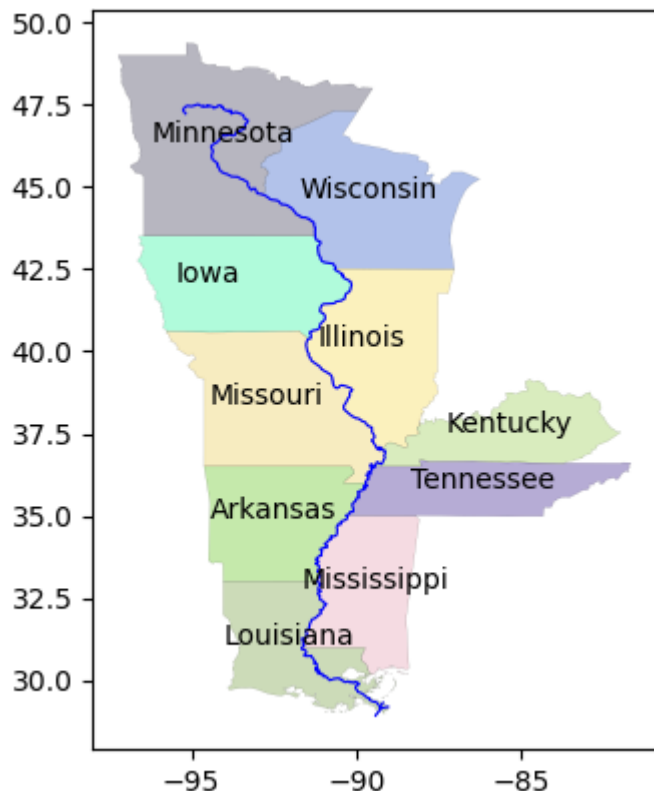 50.0
47.5
Minnesota
45.0
Wisconsin
42.5
Iowa
40.0
Illinois
Missouri
37.5
Kentucky
Tennessee
35.0
Arkansas
32.5
Mississippi
Louisiana
30.0
−95
−90
−85